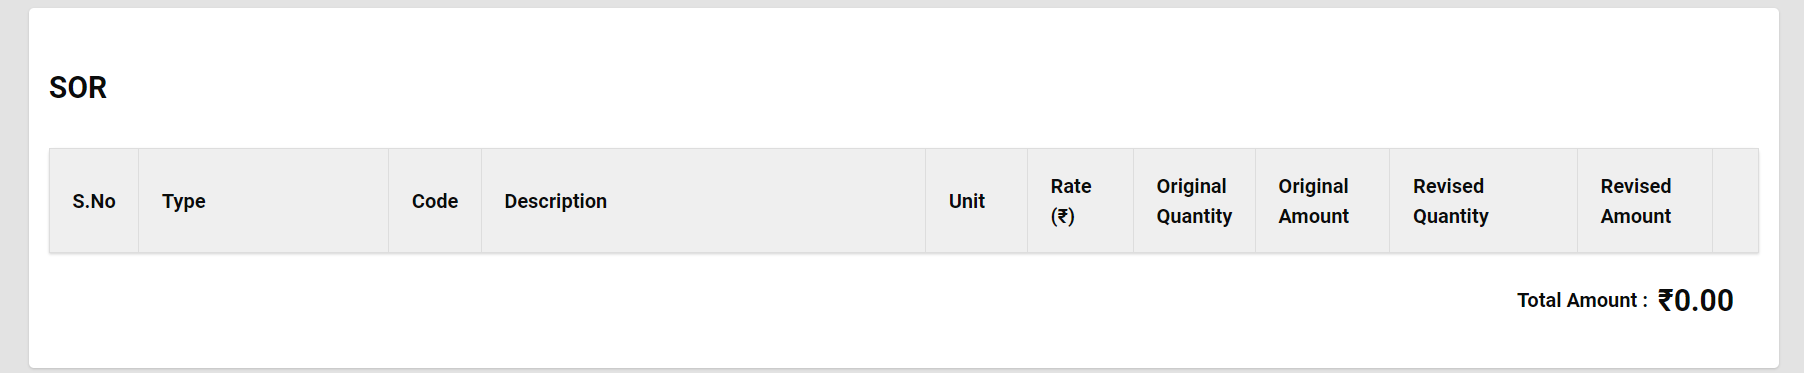 SOR
S.No Type Code Description Unit Rate (₹) Original Quantity Original Amount Revised Quantity Revised Amount
Total Amount : ₹0.00